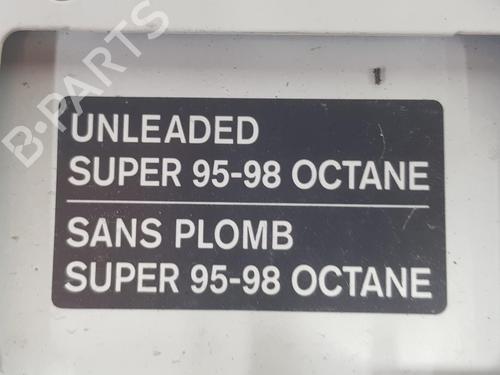 B-PARTS
UNLEADED
SUPER 95-98 OCTANE
SANS PLOMB
SUPER 95-98 OCTANE